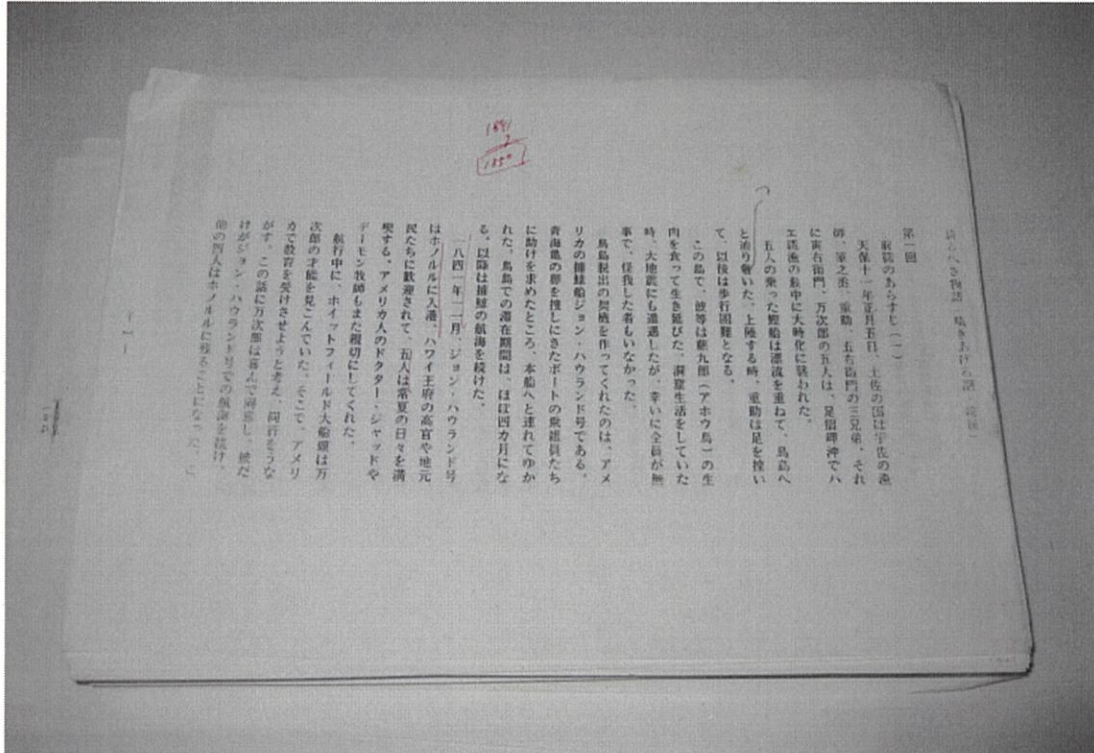 第一回
前回のあらすじ(一)
天保十一年正月五日、土佐の国は宇佐の漁
師、筆之丞、重助、五右衛門の三兄弟、それ
に寅右衛門、万次郎の五人は、足摺岬沖でハ
エ縄漁の最中に大時化に襲われた。
五人の乗った鰹船は漂流を重ねて、鳥島へ
と辿り着いた。上陸する時、重助は足を挫い
て、以後は歩行困難となる。
この島で、彼等は藤九郎(アホウ鳥)の生
肉を食って生き延びた。洞窟生活をしていた
時、大地震にも遭遇したが、幸いに全員が無
事で、怪我した者もいなかった。
鳥島脱出の契機を作ってくれたのは、アメ
リカの捕鯨船ジョン・ハウランド号である。
青海亀の卵を捜しにきたボートの乗組員たち
に助けを求めたところ、本船へと連れてゆか
れた。鳥島での滞在期間は、ほぼ四カ月にな
る。以降は捕鯨の航海を続けた。
一八四一年一一月、ジョン・ハウランド号
はホノルルに入港、ハワイ王府の高官や地元
民たちに歓迎されて、五人は常夏の日々を満
喫する。アメリカ人のドクター・ジャッドや
デーモン牧師もまた親切にしてくれた。
航行中に、ホイットフィールド大船頭は万
次郎の才能を見こんでいた。そこで、アメリ
カで教育を受けさせようと考え、同行をうな
がす。この話に万次郎は喜んで同意し、彼だ
けがジョン・ハウランド号での航海を続け、
他の四人はホノルルに残ることになった。
1841
1850